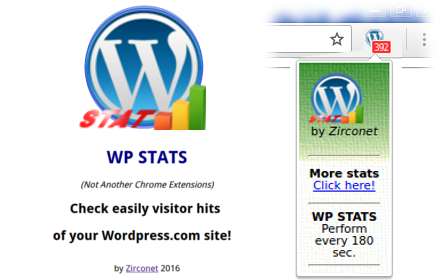 STAT
WP STATS
(Not Another Chrome Extensions)
Check easily visitor hits
of your Wordpress.com site!
by Zirconet 2016
392
STAT
by Zirconet
More stats
Click here!
WP STATS
Perform
every 180
sec.